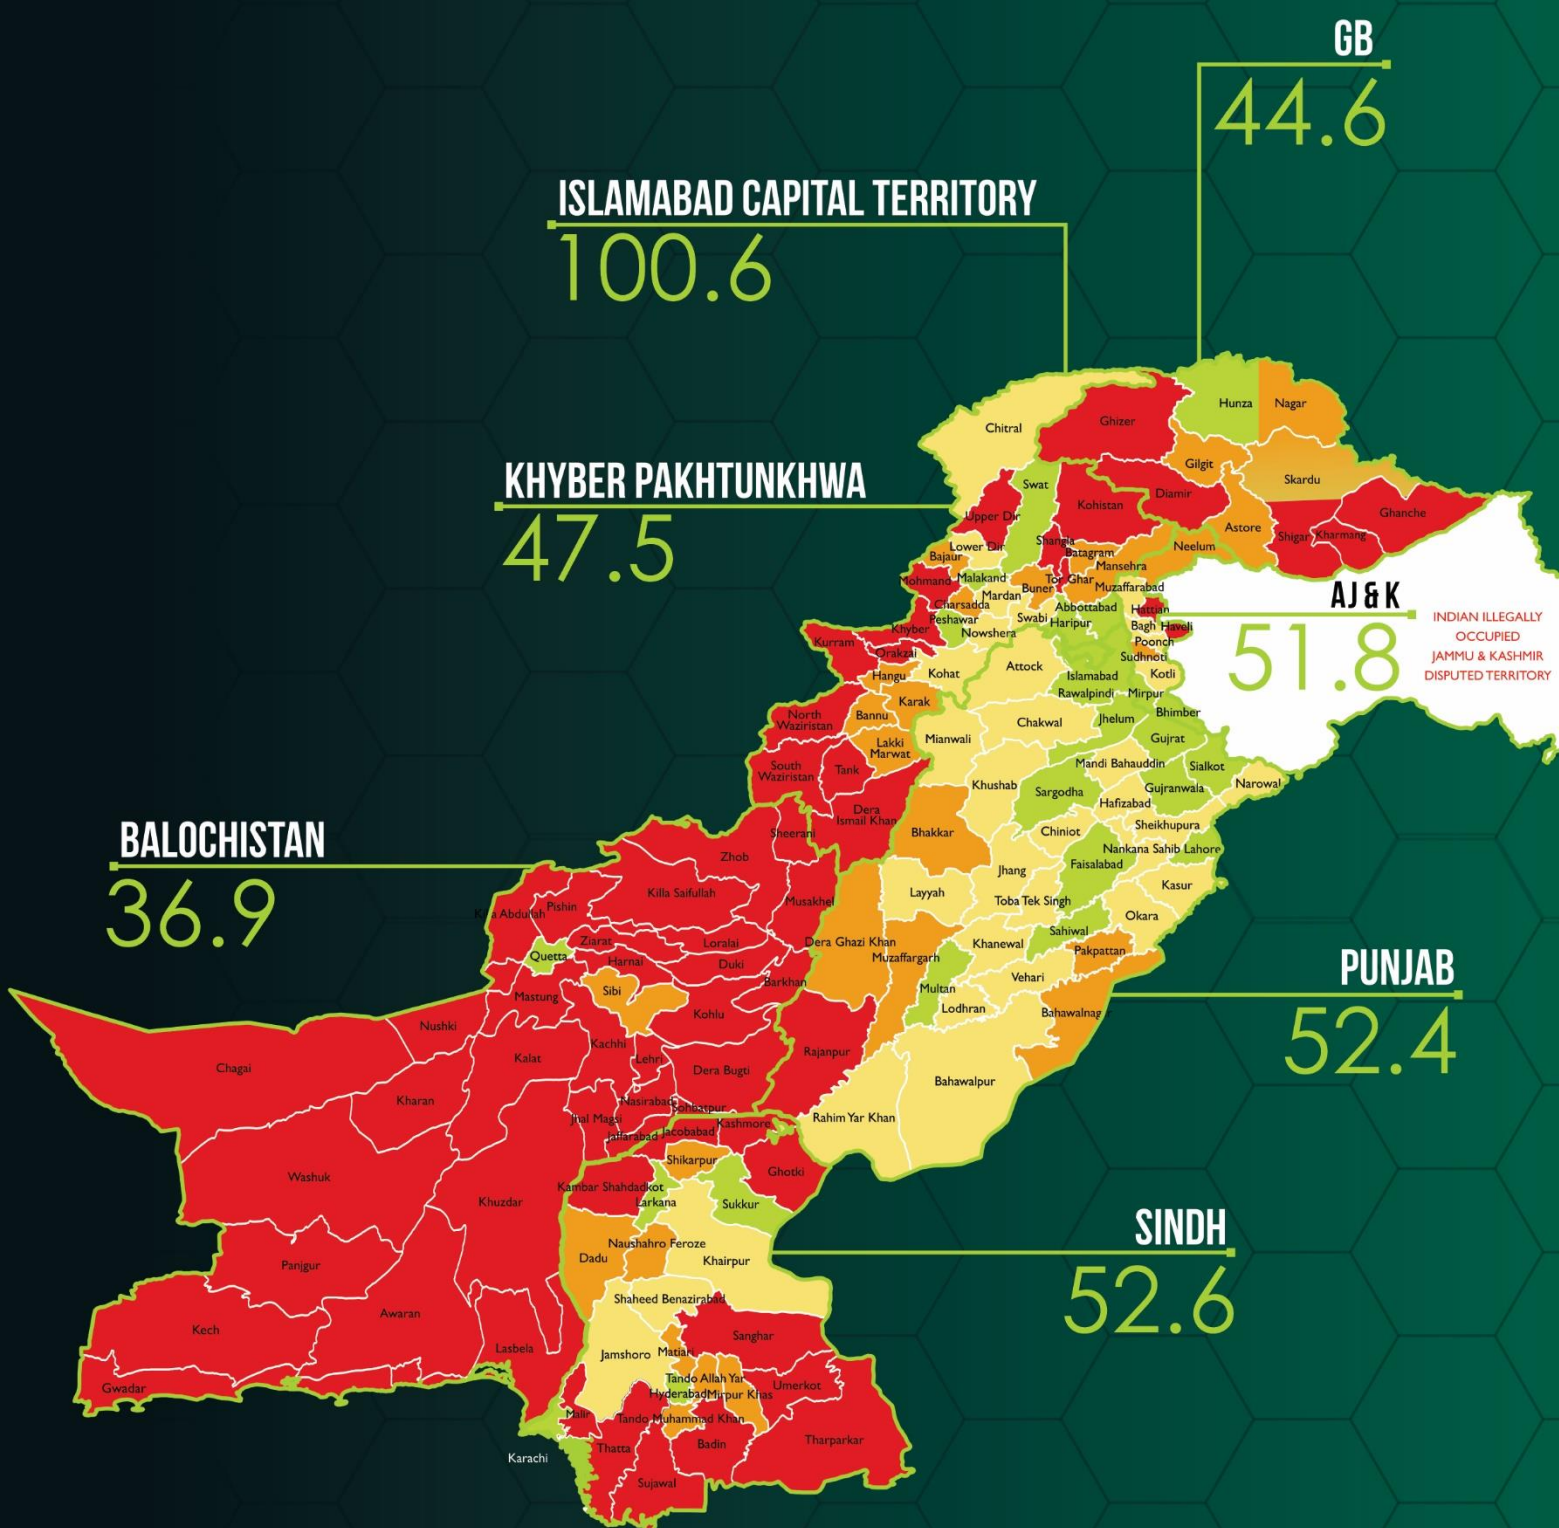 GB
44.6
ISLAMABAD CAPITAL TERRITORY
100.6
KHYBER PAKHTUNKHWA
47.5
AJ & K
51.8
INDIAN ILLEGALLY
OCCUPIED
JAMMU & KASHMIR
DISPUTED TERRITORY
BALOCHISTAN
36.9
PUNJAB
52.4
SINDH
52.6
Hunza
Nagar
Chitral
Ghizer
Gilgit
Skardu
Swat
Diamir
Kohistan
Ghanche
Upper Dir
Astore
Shigar
Kharmang
Shangla
Neelum
Lower Dir
Batagram
Bajaur
Mansehra
Mohmand
Malakand
Tor Ghar
Buner
Muzaffarabad
Mardan
Charsadda
Abbottabad
Hattian
Peshawar
Swabi
Haripur
Bagh
Haveli
Khyber
Nowshera
Kurram
Poonch
Orakzai
Sudhnoti
Hangu
Kohat
Attock
Islamabad
Kotli
Rawalpindi
Mirpur
Karak
North
Waziristan
Bannu
Chakwal
Jhelum
Bhimber
Lakki
Marwat
Mianwali
Gujrat
South
Waziristan
Tank
Mandi Bahauddin
Sialkot
Khushab
Sargodha
Gujranwala
Narowal
Hafizabad
Dera
Ismail Khan
Sheerani
Bhakkar
Chiniot
Sheikhupura
Nankana Sahib
Lahore
Zhob
Faisalabad
Jhang
Killa Saifullah
Layyah
Kasur
Musakhel
Toba Tek Singh
Killa Abdullah
Pishin
Okara
Ziarat
Loralai
Dera Ghazi Khan
Khanewal
Sahiwal
Quetta
Harnai
Duki
Muzaffargarh
Pakpattan
Barkhan
Vehari
Sibi
Mastung
Multan
Lodhran
Kohlu
Bahawalnagar
Nushki
Kachhi
Rajanpur
Kalat
Lehri
Chagai
Dera Bugti
Bahawalpur
Kharan
Nasirabad
Sohbatpur
Jhal Magsi
Rahim Yar Khan
Kashmore
Jaffarabad
Jacobabad
Shikarpur
Ghotki
Washuk
Kambar Shahdadkot
Khuzdar
Larkana
Sukkur
Naushahro Feroze
Dadu
Khairpur
Panjgur
Shaheed Benazirabad
Awaran
Kech
Sanghar
Lasbela
Jamshoro
Matiari
Tando Allah Yar
Gwadar
Umerkot
Hyderabad
Mirpur Khas
Malir
Tando Muhammad Khan
Karachi
Thatta
Badin
Tharparkar
Sujawal